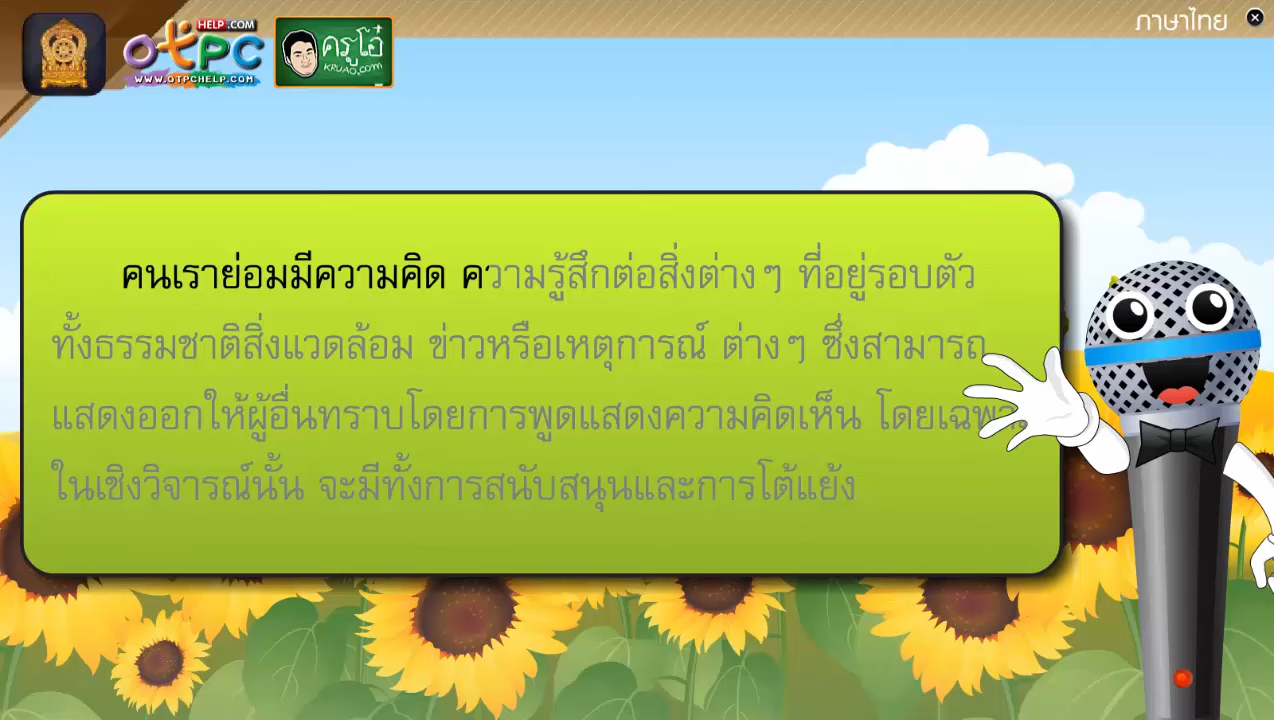 ภาษาไทย
HELP.COM
OTPC
WWW.OTPCHELP.COM
ครูโอ๋
KRUAO.COM
คนเราย่อมมีความคิด ความรู้สึกต่อสิ่งต่างๆ ที่อยู่รอบตัว
ทั้งธรรมชาติสิ่งแวดล้อม ข่าวหรือเหตุการณ์ ต่างๆ ซึ่งสามารถ
แสดงออกให้ผู้อื่นทราบโดยการพูดแสดงความคิดเห็น
ในเชิงวิจารณ์นั้น จะมีทั้งการสนับสนุนและการโต้แย้ง